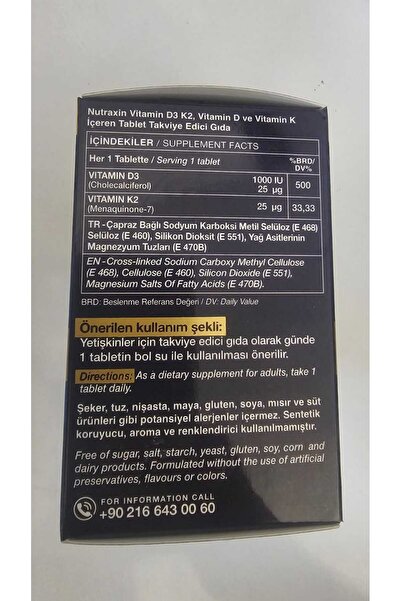 Nutraxin Vitamin D3 K2, Vitamin D ve Vitamin K
İçeren Tablet Takviye Edici Gıda
İÇİNDEKİLER / SUPPLEMENT FACTS
Her 1 Tablette / Serving 1 tablet %BRD/ DV%
VITAMIN D3 1000 IU
(Cholecalciferol) 25 µg 500
VITAMIN K2 25 µg 33,33
(Menaquinone-7)
TR - Çapraz Bağlı Sodyum Karboksi Metil Selüloz (E 468)
Selüloz (E 460), Silikon Dioksit (E 551), Yağ Asitlerinin
Magnezyum Tuzları (E 470B)
EN - Cross-linked Sodium Carboxy Methyl Cellulose
(E 468), Cellulose (E 460), Silicon Dioxide (E 551),
Magnesium Salts Of Fatty Acids (E 470B).
BRD: Beslenme Referans Değeri / DV: Daily Value
Önerilen kullanım şekli:
Yetişkinler için takviye edici gıda olarak günde
1 tabletin bol su ile kullanılması önerilir.
Directions: As a dietary supplement for adults, take 1
tablet daily.
Şeker, tuz, nişasta, maya, gluten, soya, mısır ve süt
ürünleri gibi potansiyel alerjenler içermez. Sentetik
koruyucu, aroma ve renklendirici kullanılmamıştır.
Free of sugar, salt, starch, yeast, gluten, soy, corn and
dairy products. Formulated without the use of artificial
preservatives, flavours or colors.
FOR INFORMATION CALL
+90 216 643 00 60